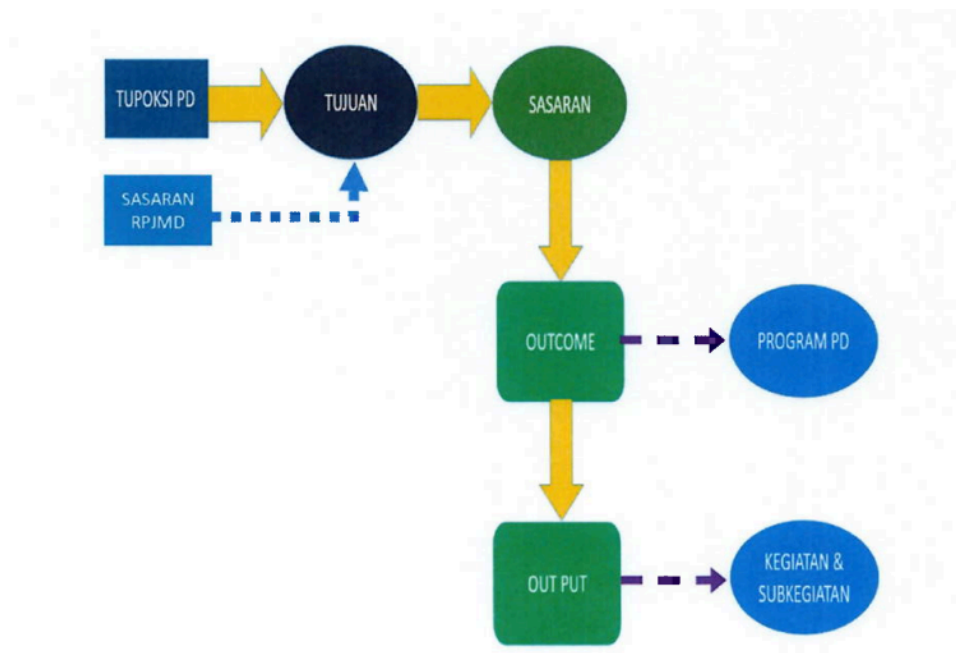 TUPOKSI PD
TUJUAN
SASARAN
SASARAN
RPJMD
OUTCOME
PROGRAM PD
OUT PUT
KEGIATAN &
SUBKEGIATAN